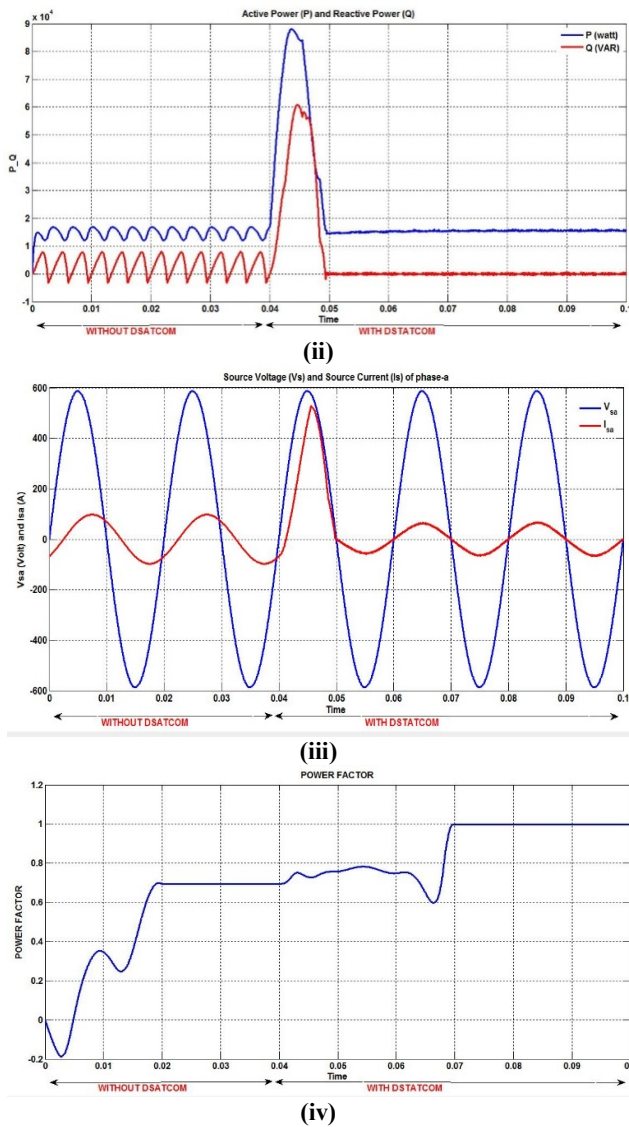 Active Power (P) and Reactive Power (Q)
x 10^4
9
8
7
6
5
4
3
2
1
0
-1
P_Q
P (watt)
Q (VAR)
0 0.01 0.02 0.03 0.04 0.05 0.06 0.07 0.08 0.09 0.1
Time
WITHOUT DSATCOM WITH DSTATCOM
(ii)
Source Voltage (Vs) and Source Current (Is) of phase-a
600
400
200
0
-200
-400
-600
Vsa (Volt) and Isa (A)
Vsa
Isa
0 0.01 0.02 0.03 0.04 0.05 0.06 0.07 0.08 0.09 0.1
Time
WITHOUT DSATCOM WITH DSTATCOM
(iii)
POWER FACTOR
1.2
1
0.8
0.6
0.4
0.2
0
-0.2
POWER FACTOR
0 0.01 0.02 0.03 0.04 0.05 0.06 0.07 0.08 0.09
Time
WITHOUT DSATCOM WITH DSTATCOM
(iv)